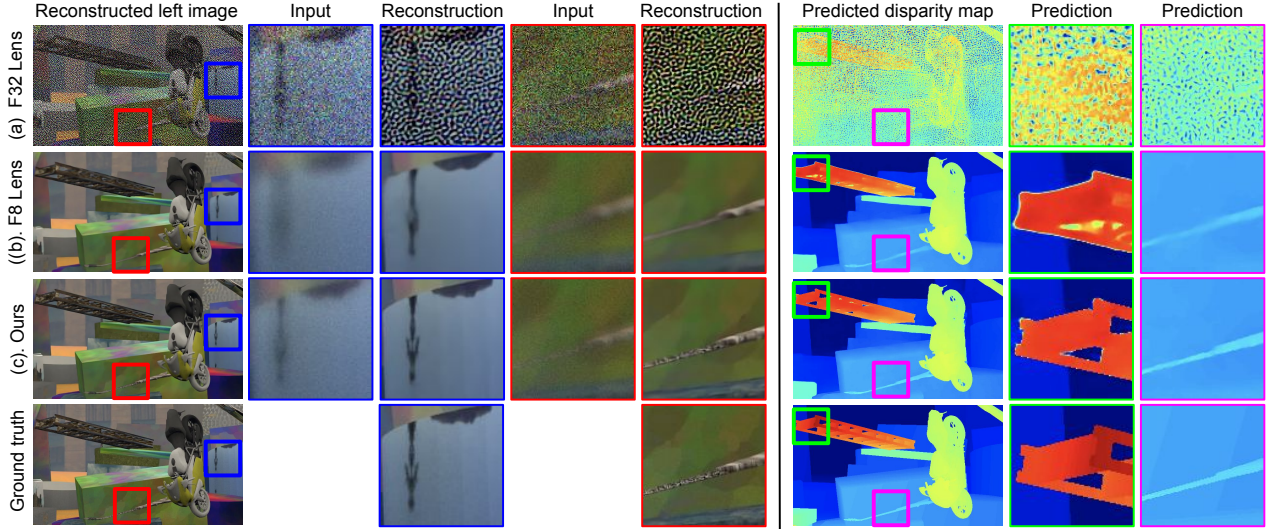 Reconstructed left image Input Reconstruction Input Reconstruction Predicted disparity map Prediction Prediction
(a) F32 Lens
((b). F8 Lens
(c). Ours
Ground truth